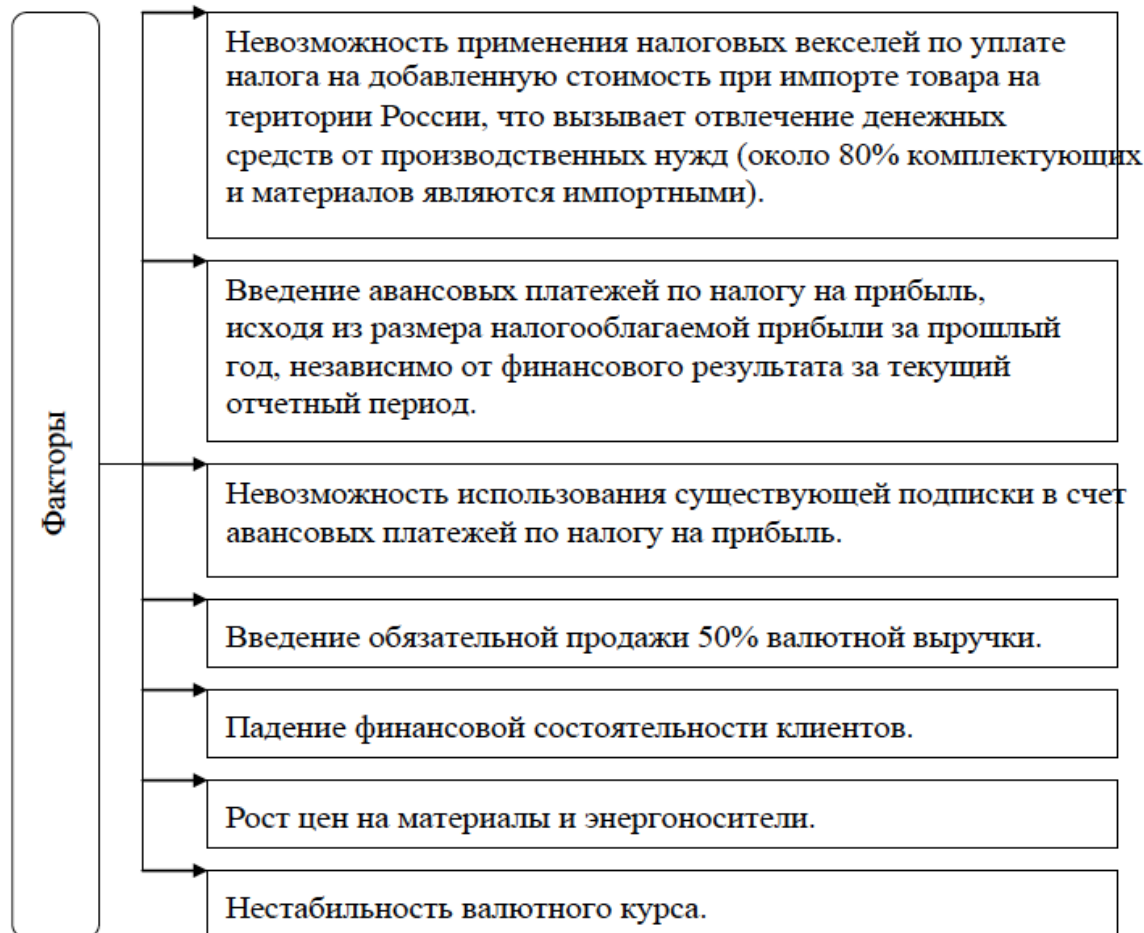 Факторы
Невозможность применения налоговых векселей по уплате
налога на добавленную стоимость при импорте товара на
територии России, что вызывает отвлечение денежных
средств от производственных нужд (около 80% комплектующих
и материалов являются импортными).
Введение авансовых платежей по налогу на прибыль,
исходя из размера налогооблагаемой прибыли за прошлый
год, независимо от финансового результата за текущий
отчетный период.
Невозможность использования существующей подписки в счет
авансовых платежей по налогу на прибыль.
Введение обязательной продажи 50% валютной выручки.
Падение финансовой состоятельности клиентов.
Рост цен на материалы и энергоносители.
Нестабильность валютного курса.